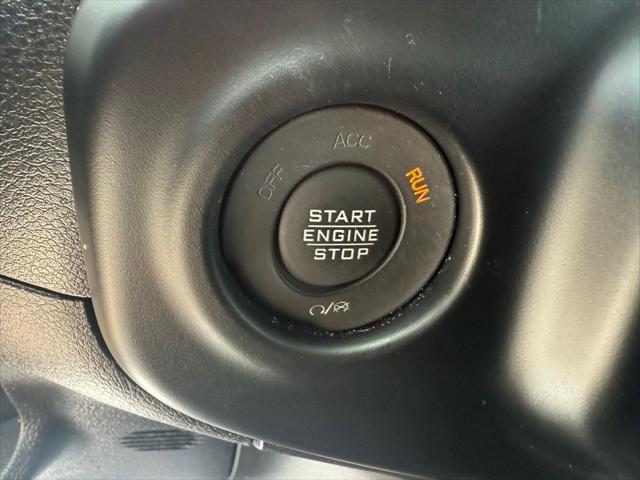 ACC
OFF
RUN
START
ENGINE
STOP